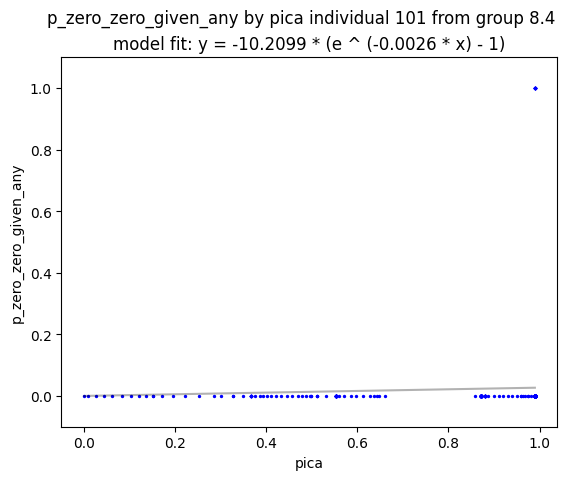 p_zero_zero_given_any by pica individual 101 from group 8.4
model fit: y = -10.2099 * (e ^ (-0.0026 * x) - 1)
1.0
0.8
0.6
0.4
0.2
0.0
p_zero_zero_given_any
0.0 0.2 0.4 0.6 0.8 1.0
pica